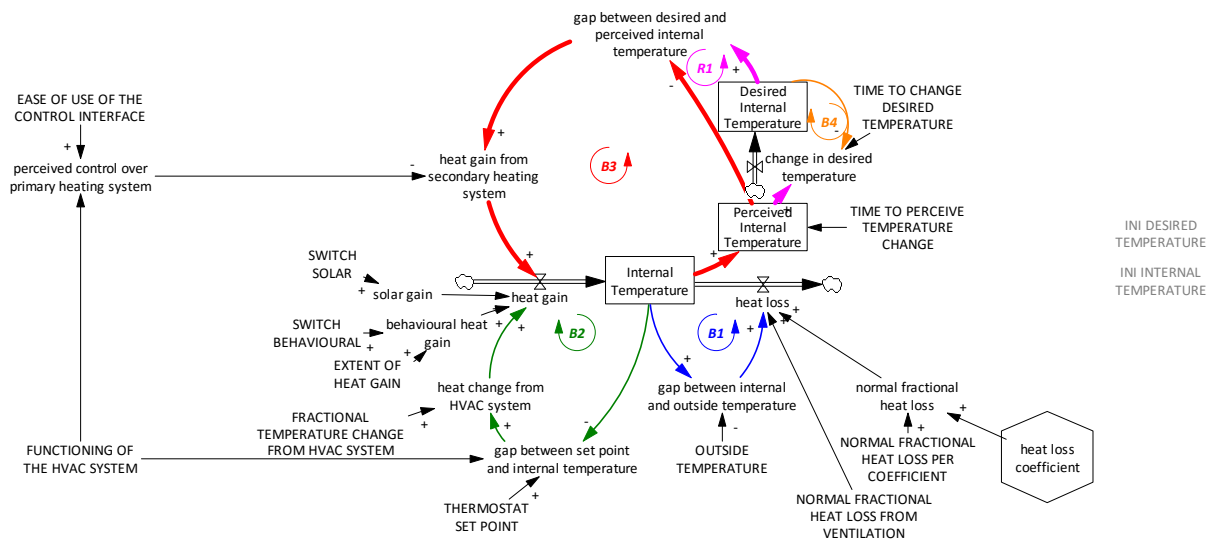 gap between desired and
perceived internal
temperature
R1
+
-
Desired
Internal
Temperature
B4
-
TIME TO CHANGE
DESIRED
TEMPERATURE
EASE OF USE OF THE
CONTROL INTERFACE
+
perceived control over
primary heating system
-
+
heat gain from
secondary heating
system
B3
change in desired
temperature
+
Perceived
Internal
Temperature
TIME TO PERCEIVE
TEMPERATURE
CHANGE
INI DESIRED
TEMPERATURE
INI INTERNAL
TEMPERATURE
SWITCH
SOLAR
+
solar gain
+
heat gain
+
Internal
Temperature
+
heat loss
SWITCH
BEHAVIOURAL
+
behavioural heat
gain
+
+
+
EXTENT OF
HEAT GAIN
B2
B1
+
+
+
heat change from
HVAC system
+
+
gap between internal
and outside temperature
-
normal fractional
heat loss
+
+
FRACTIONAL
TEMPERATURE CHANGE
FROM HVAC SYSTEM
+
-
FUNCTIONING OF
THE HVAC SYSTEM
gap between set point
and internal temperature
+
OUTSIDE
TEMPERATURE
NORMAL FRACTIONAL
HEAT LOSS PER
COEFFICIENT
heat loss
coefficient
THERMOSTAT
SET POINT
NORMAL FRACTIONAL
HEAT LOSS FROM
VENTILATION